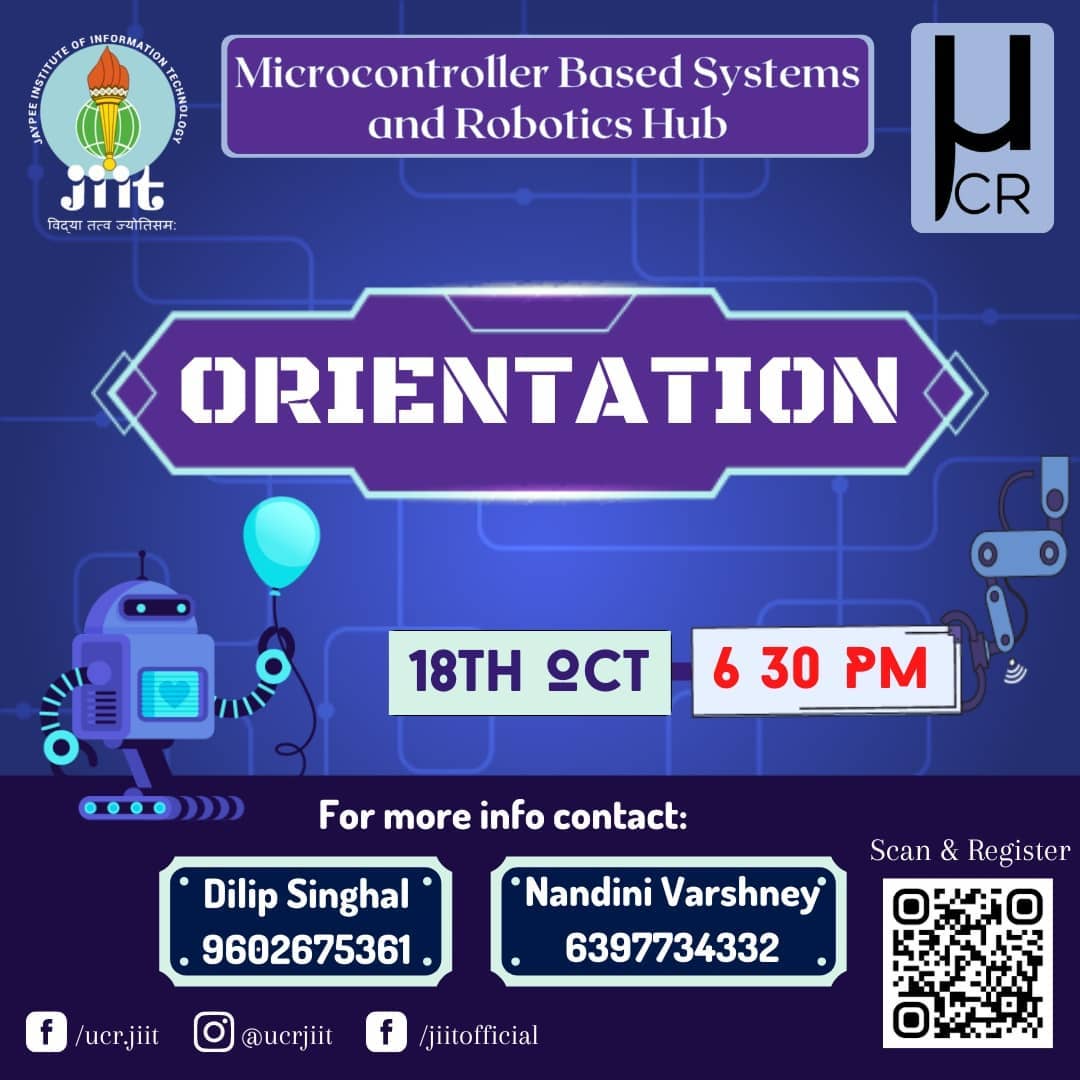 JAYPEE INSTITUTE OF INFORMATION TECHNOLOGY
jiit
विद्या तत्व ज्योतिसम:
Microcontroller Based Systems
and Robotics Hub
μ
CR
ORIENTATION
18TH OCT
6 30 PM
For more info contact:
Dilip Singhal
9602675361
Nandini Varshney
6397734332
Scan & Register
/ucr.jiit
@ucrjiit
/jiitofficial